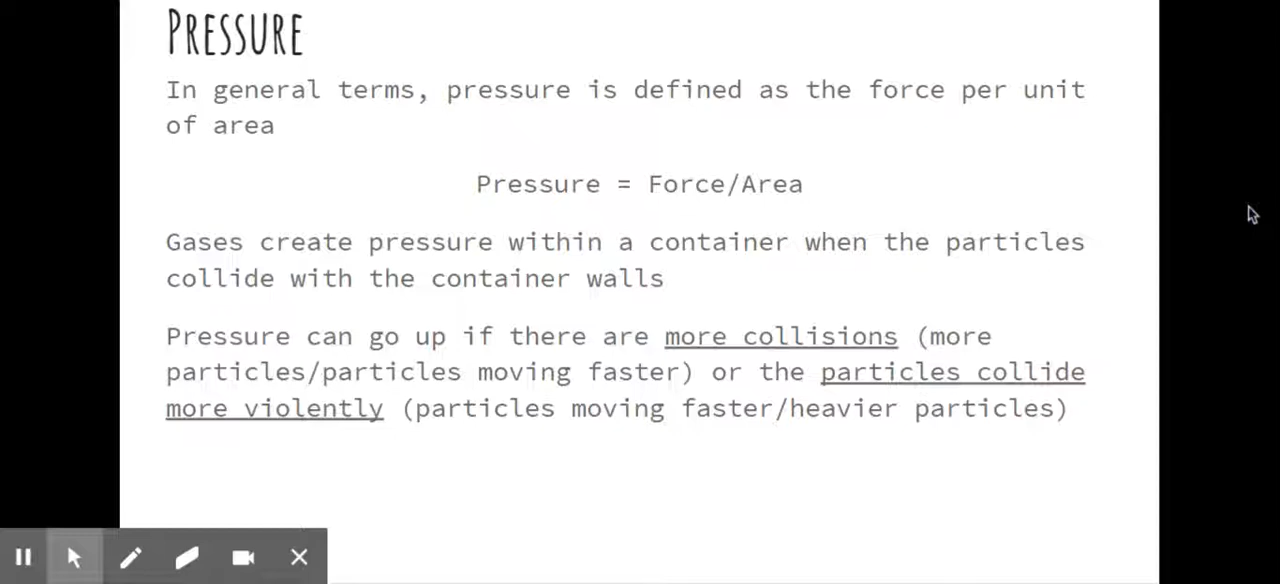 PRESSURE
In general terms, pressure is defined as the force per unit
of area
Pressure = Force/Area
Gases create pressure within a container when the particles
collide with the container walls
Pressure can go up if there are more collisions (more
particles/particles moving faster) or the particles collide
more violently (particles moving faster/heavier particles)